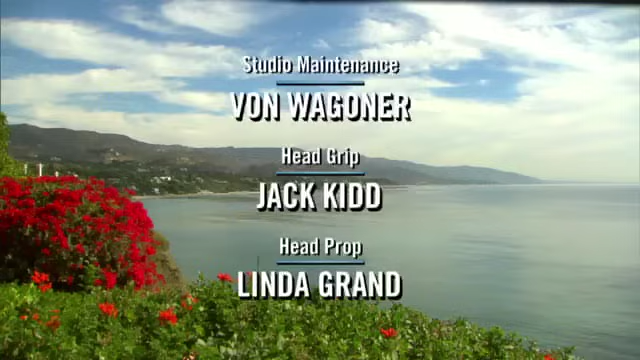 Studio Maintenance
VON WAGONER
Head Grip
JACK KIDD
Head Prop
LINDA GRAND